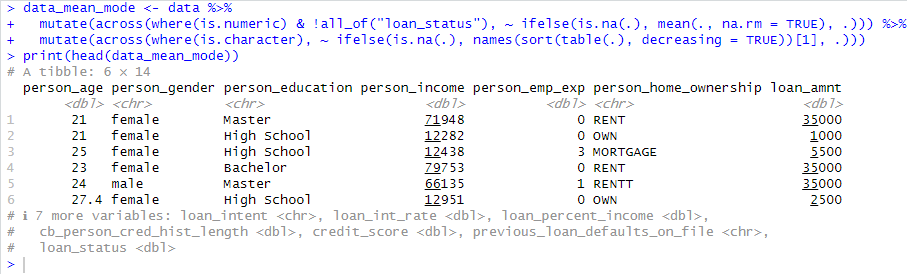 > data_mean_mode <- data %>%
+   mutate(across(where(is.numeric) & !all_of("loan_status"), ~ ifelse(is.na(.), mean(., na.rm = TRUE), .))) %>%
+   mutate(across(where(is.character), ~ ifelse(is.na(.), names(sort(table(.), decreasing = TRUE))[1], .)))
> print(head(data_mean_mode))
# A tibble: 6 × 14
  person_age person_gender person_education person_income person_emp_exp person_home_ownership loan_amnt
       <dbl> <chr>         <chr>                    <dbl>          <dbl> <chr>                     <dbl>
1       21   female        Master                   71948              0 RENT                      35000
2       21   female        High School              12282              0 OWN                        1000
3       25   female        High School              12438              3 MORTGAGE                   5500
4       23   female        Bachelor                 79753              0 RENT                      35000
5       24   male          Master                   66135              1 RENTT                     35000
6       27.4 female        High School              12951              0 OWN                        2500
# ℹ 7 more variables: loan_intent <chr>, loan_int_rate <dbl>, loan_percent_income <dbl>,
#   cb_person_cred_hist_length <dbl>, credit_score <dbl>, previous_loan_defaults_on_file <chr>,
#   loan_status <dbl>
>